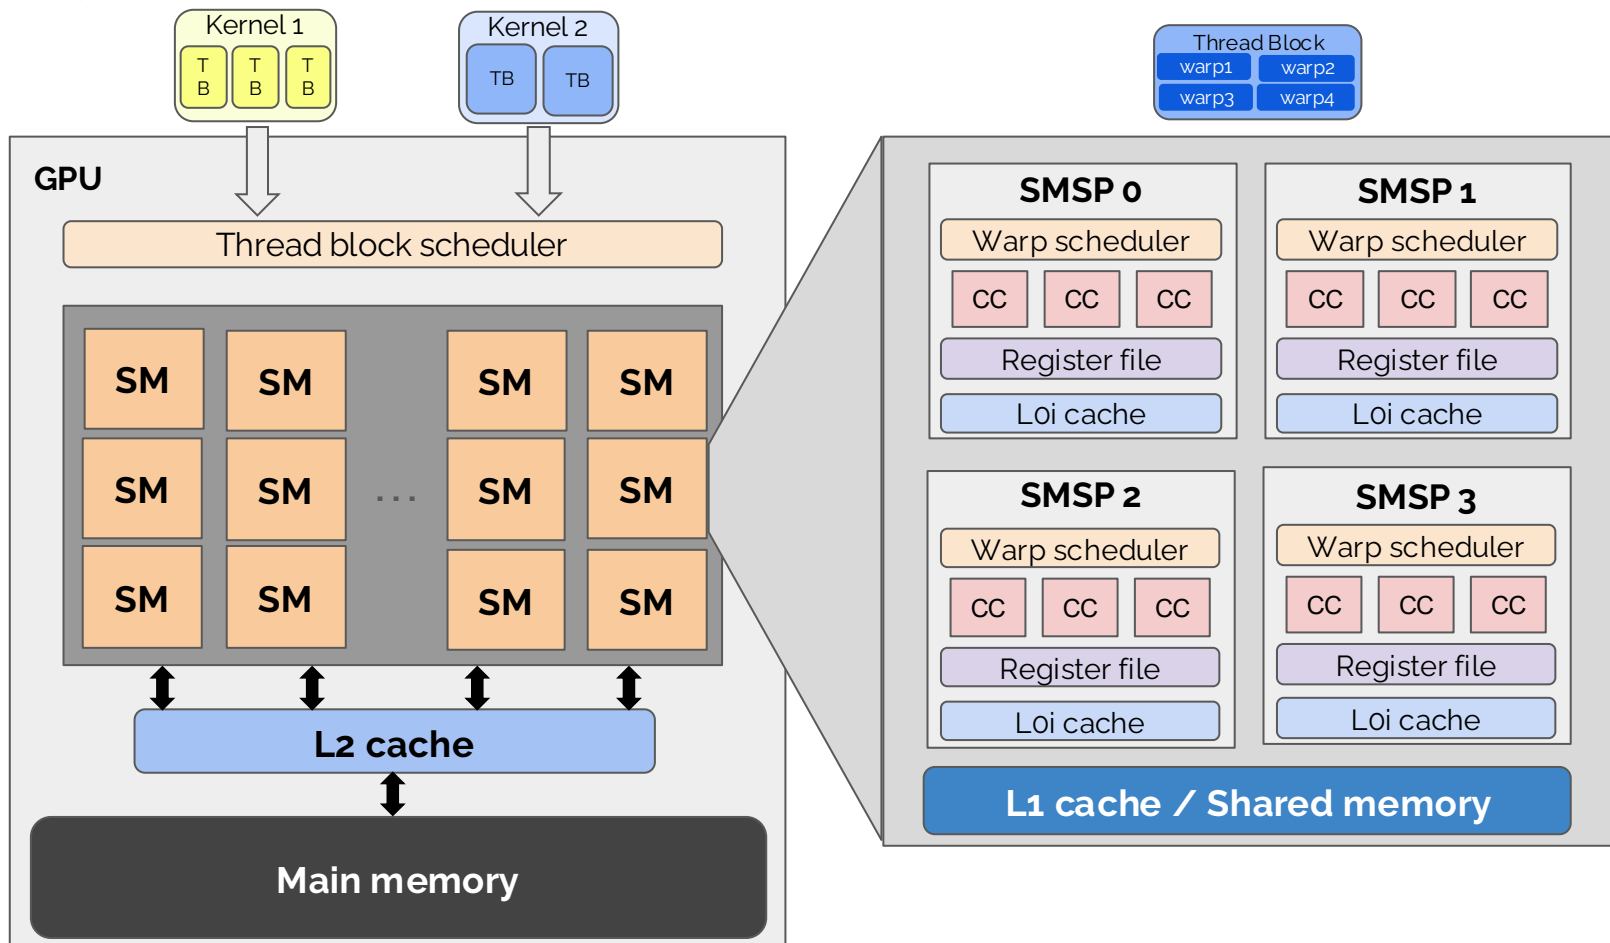 Kernel 1
T
B
T
B
T
B
Kernel 2
TB
TB
Thread Block
warp1
warp2
warp3
warp4
GPU
Thread block scheduler
SM
SM
SM
SM
SM
SM
...
SM
SM
SM
SM
SM
SM
L2 cache
Main memory
SMSP 0
Warp scheduler
CC
CC
CC
Register file
L0i cache
SMSP 1
Warp scheduler
CC
CC
CC
Register file
L0i cache
SMSP 2
Warp scheduler
CC
CC
CC
Register file
L0i cache
SMSP 3
Warp scheduler
CC
CC
CC
Register file
L0i cache
L1 cache / Shared memory